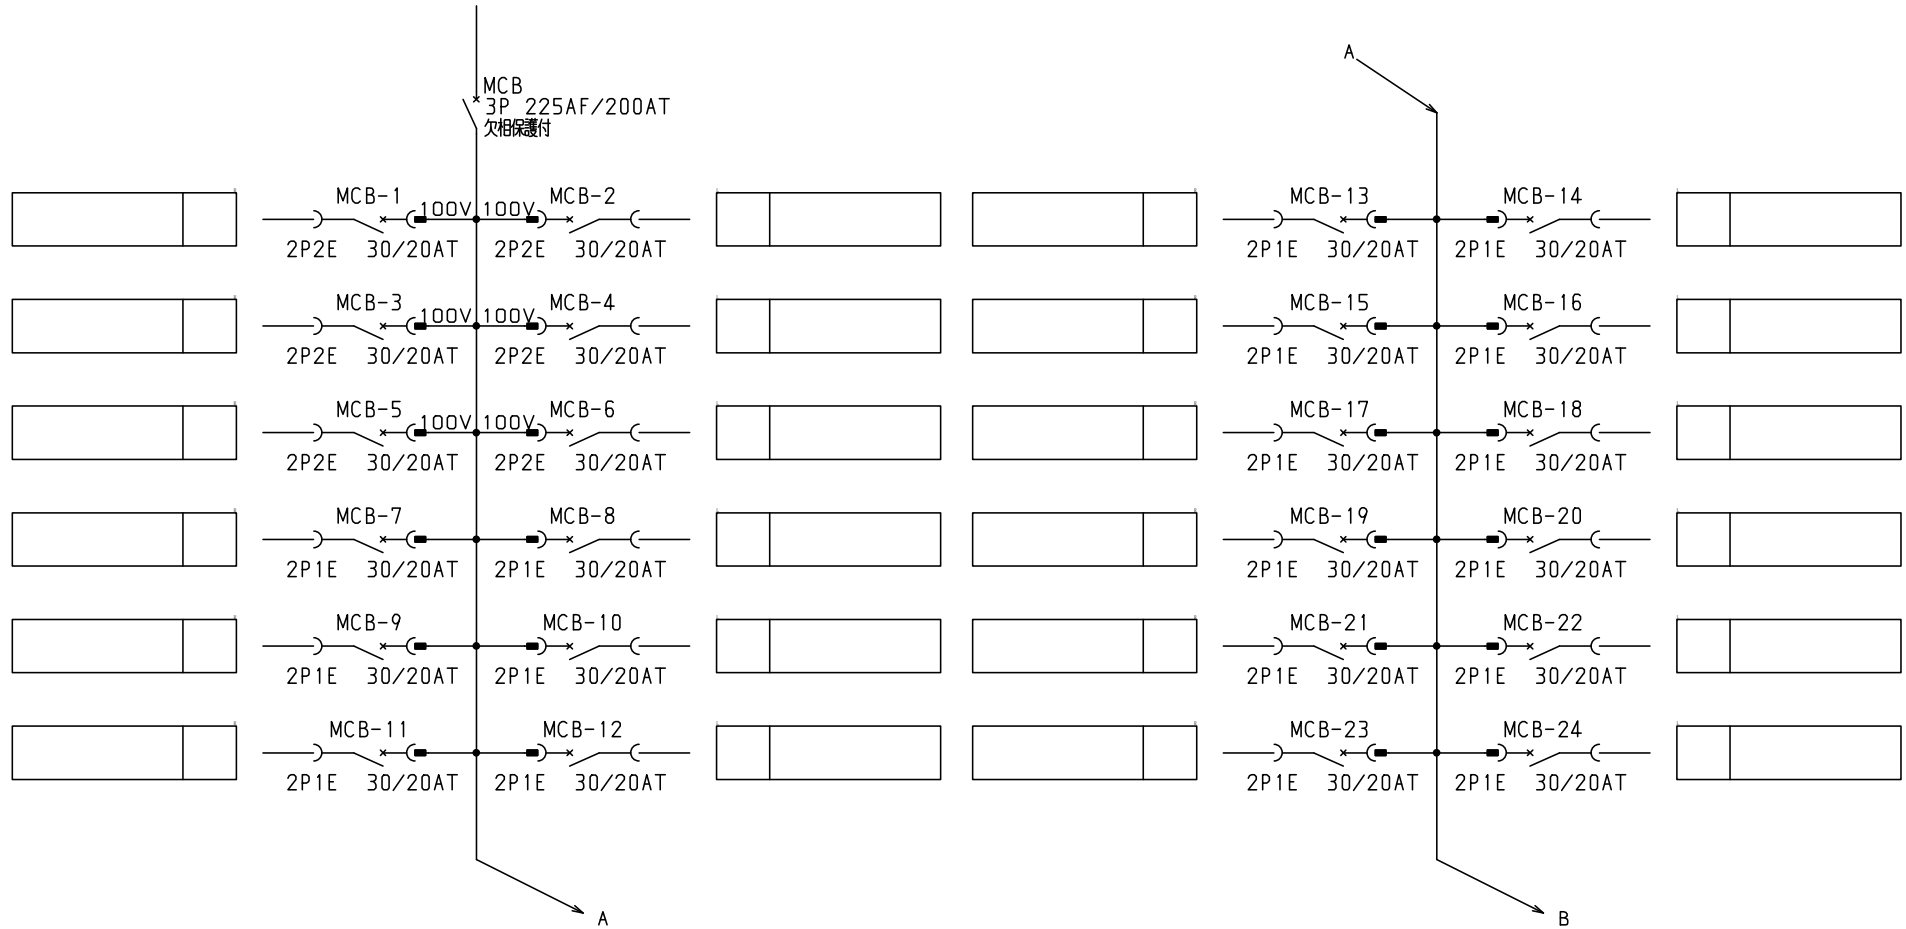 MCB
3P 225AF/200AT
欠相保護付
MCB-1 100V 100V MCB-2
2P2E 30/20AT 2P2E 30/20AT
MCB-3 100V 100V MCB-4
2P2E 30/20AT 2P2E 30/20AT
MCB-5 100V 100V MCB-6
2P2E 30/20AT 2P2E 30/20AT
MCB-7 MCB-8
2P1E 30/20AT 2P1E 30/20AT
MCB-9 MCB-10
2P1E 30/20AT 2P1E 30/20AT
MCB-11 MCB-12
2P1E 30/20AT 2P1E 30/20AT
A
A
MCB-13 MCB-14
2P1E 30/20AT 2P1E 30/20AT
MCB-15 MCB-16
2P1E 30/20AT 2P1E 30/20AT
MCB-17 MCB-18
2P1E 30/20AT 2P1E 30/20AT
MCB-19 MCB-20
2P1E 30/20AT 2P1E 30/20AT
MCB-21 MCB-22
2P1E 30/20AT 2P1E 30/20AT
MCB-23 MCB-24
2P1E 30/20AT 2P1E 30/20AT
B